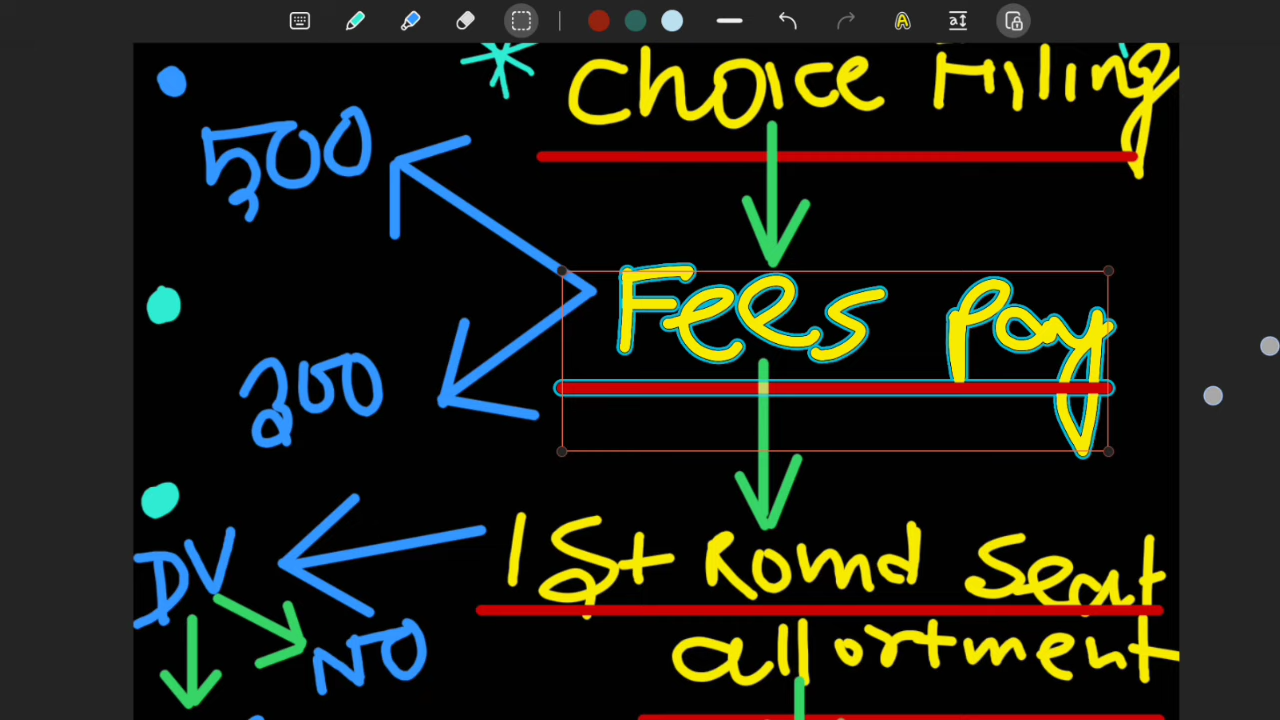 Choice Filing
500
Fees Pay
200
1St Round Seat
allortment
DV
NO